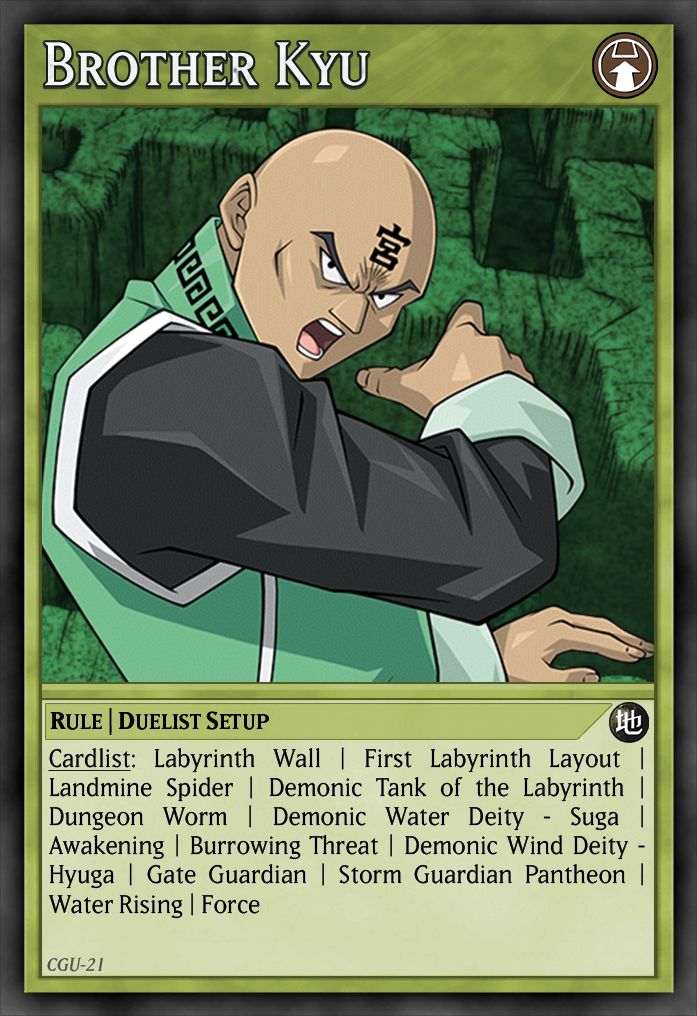 Brother Kyu
宮
Rule | Duelist Setup
地
Cardlist: Labyrinth Wall | First Labyrinth Layout |
Landmine Spider | Demonic Tank of the Labyrinth |
Dungeon Worm | Demonic Water Deity - Suga |
Awakening | Burrowing Threat | Demonic Wind Deity -
Hyuga | Gate Guardian | Storm Guardian Pantheon |
Water Rising | Force
CGU-21